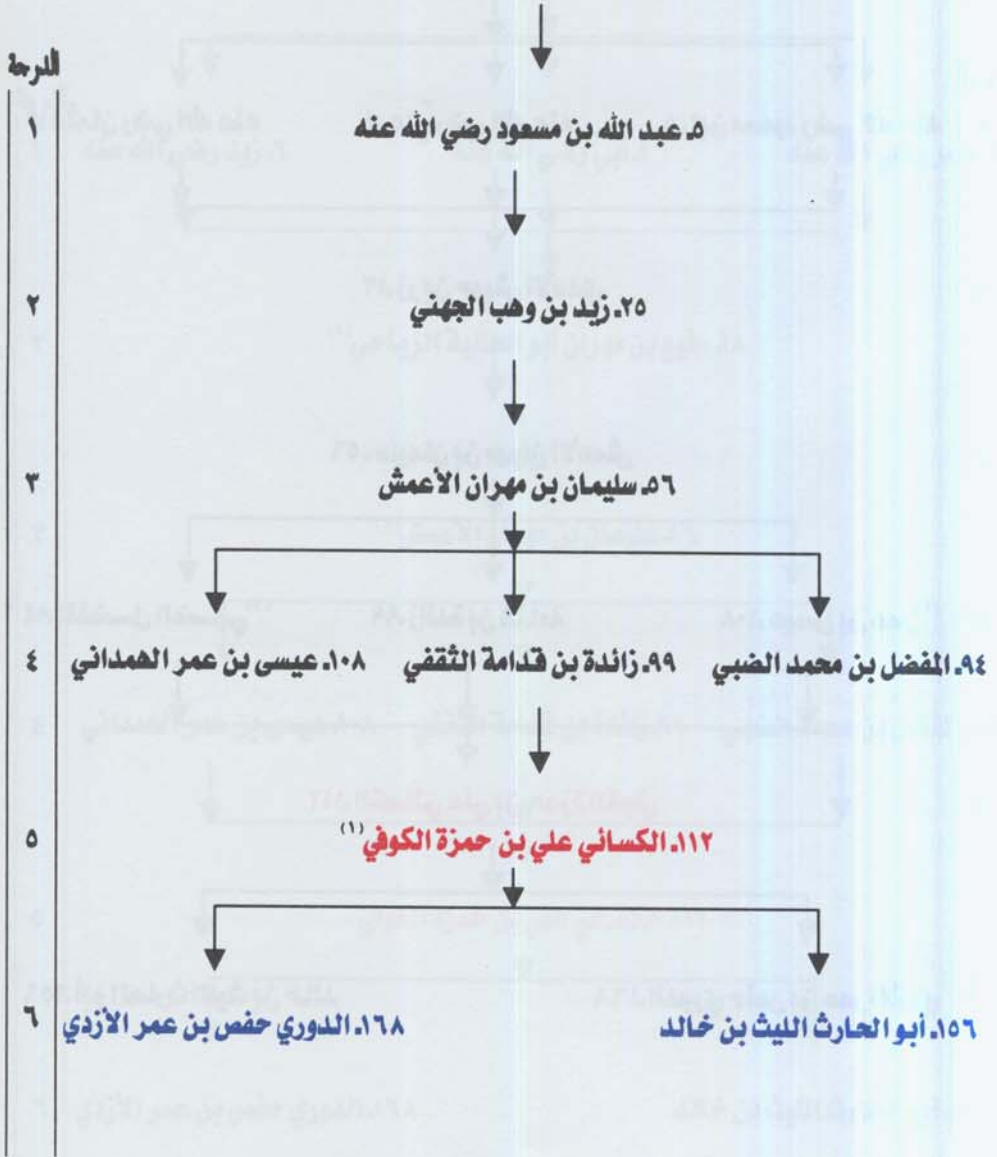 الدرجة
١ ٥. عبد الله بن مسعود رضي الله عنه
٢ ٢٥. زيد بن وهب الجهني
٣ ٥٦. سليمان بن مهران الأعمش
٩٤. المفضل بن محمد الضبي ٩٩. زائدة بن قدامة الثقفي ١٠٨. عيسى بن عمر الهمداني ٤
١١٢. الكسائي علي بن حمزة الكوفي (١) ٥
١٥٦. أبو الحارث الليث بن خالد ١٦٨. الدوري حفص بن عمر الأزدي ٦